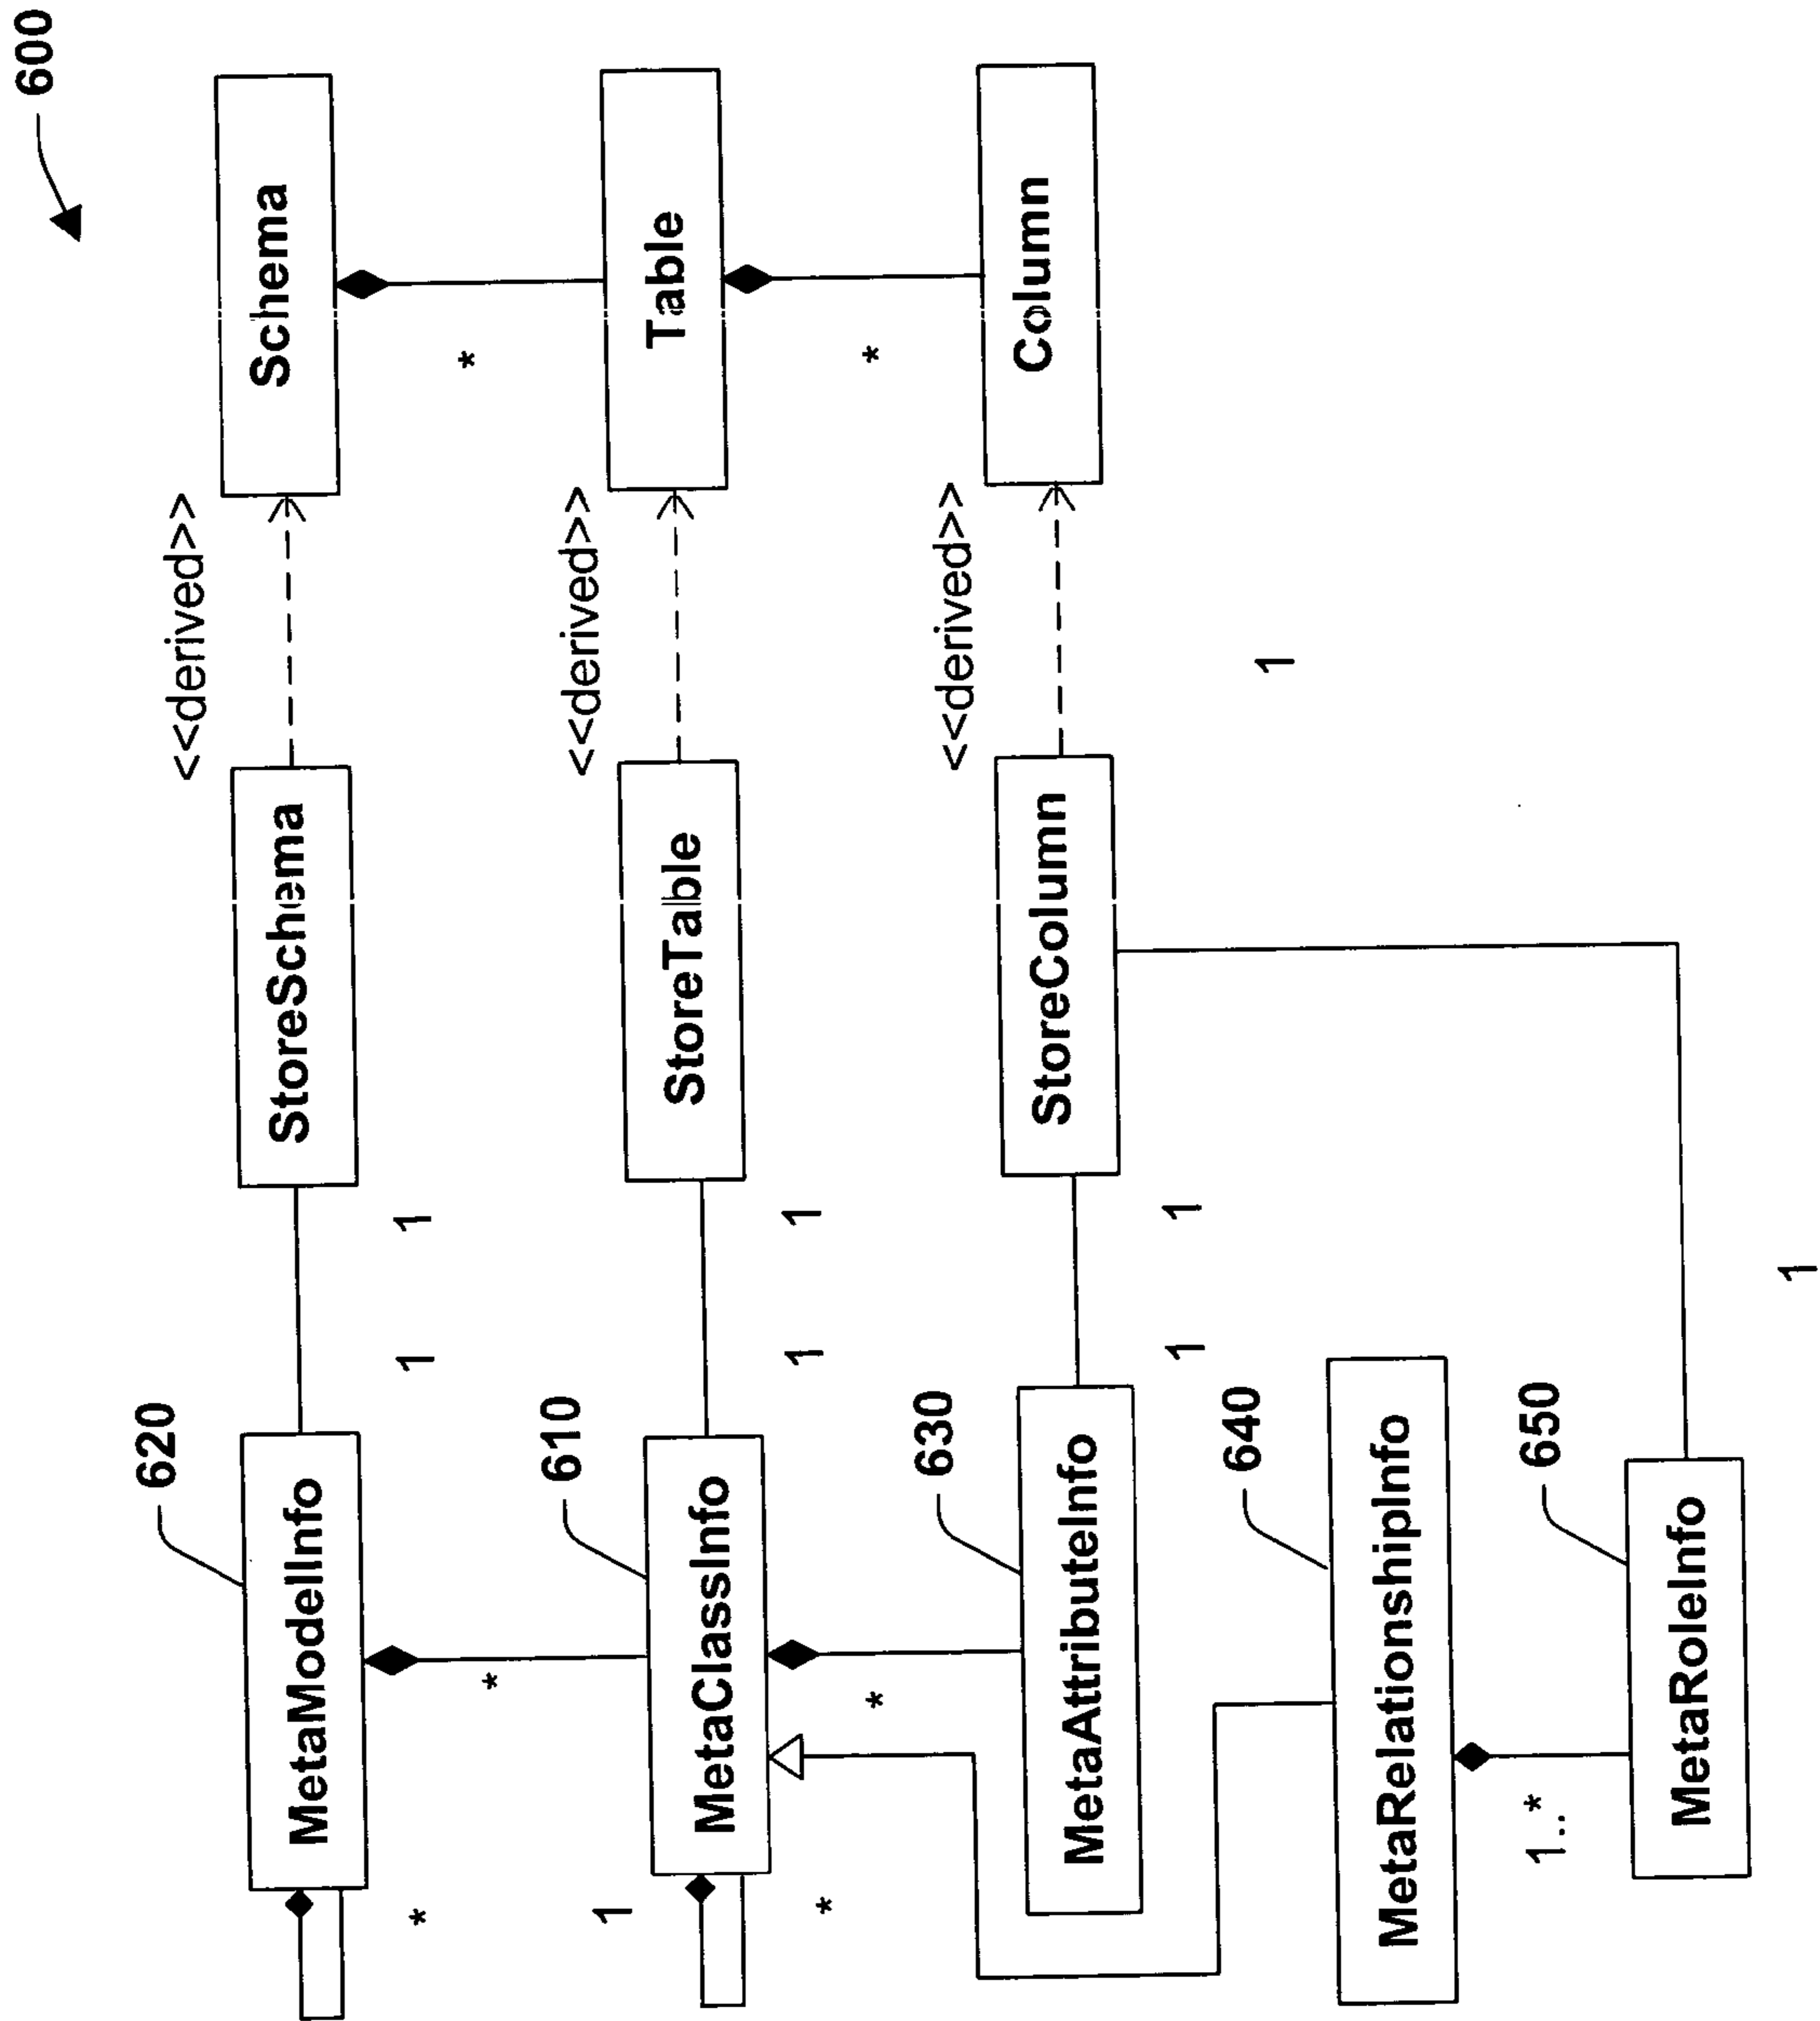 600
620
<<derived>>
MetaModelInfo
StoreSchema
Schema
*
1
1
*
*
610
<<derived>>
1
MetaClassInfo
StoreTable
Table
*
1
1
*
*
630
<<derived>>
MetaAttributeInfo
StoreColumn
Column
1
1
640
1
MetaRelationshipInfo
1..*
650
MetaRoleInfo
1